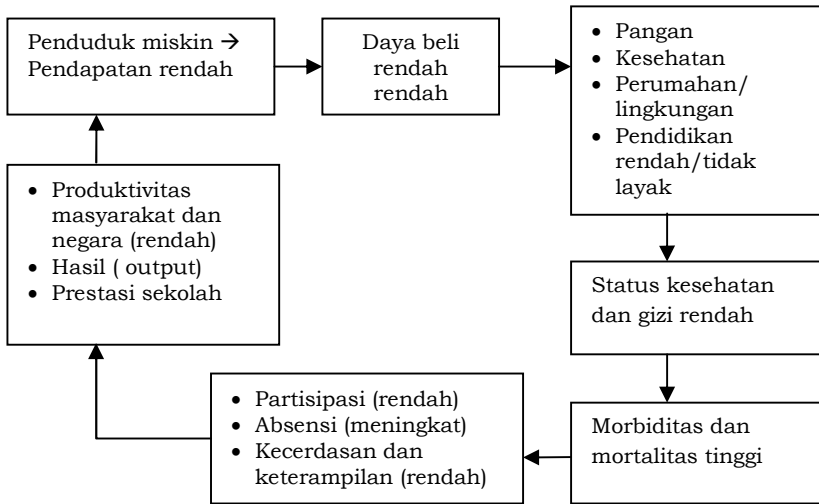 Penduduk miskin →
Pendapatan rendah
Daya beli
rendah
rendah
• Pangan
• Kesehatan
• Perumahan/
lingkungan
• Pendidikan
rendah/tidak
layak
Status kesehatan
dan gizi rendah
Morbiditas dan
mortalitas tinggi
• Partisipasi (rendah)
• Absensi (meningkat)
• Kecerdasan dan
keterampilan (rendah)
• Produktivitas
masyarakat dan
negara (rendah)
• Hasil ( output)
• Prestasi sekolah